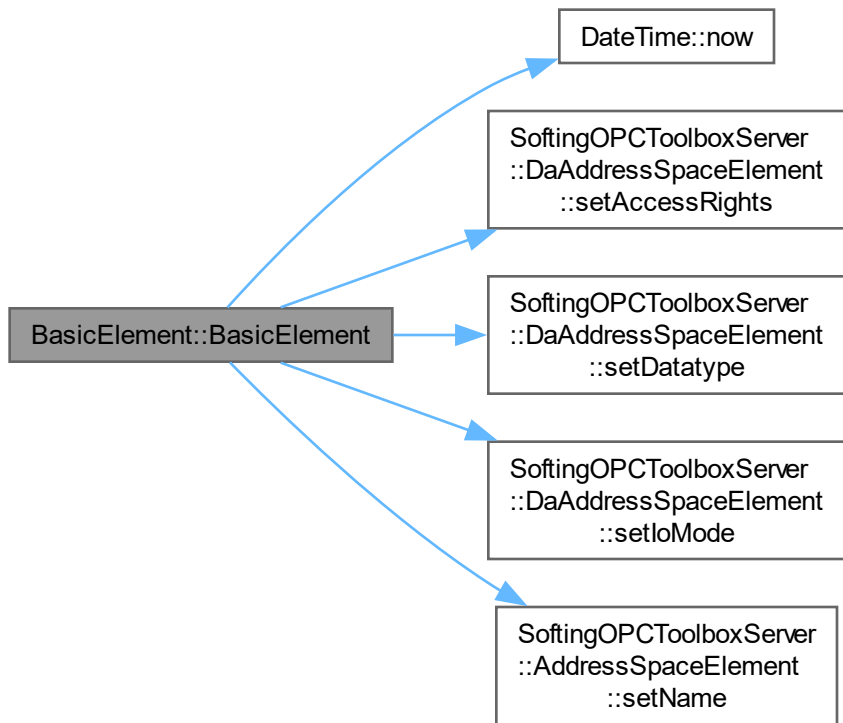 DateTime::now
SoftingOPCToolboxServer
::DaAddressSpaceElement
::setAccessRights
BasicElement::BasicElement
SoftingOPCToolboxServer
::DaAddressSpaceElement
::setDatatype
SoftingOPCToolboxServer
::DaAddressSpaceElement
::setIoMode
SoftingOPCToolboxServer
::AddressSpaceElement
::setName